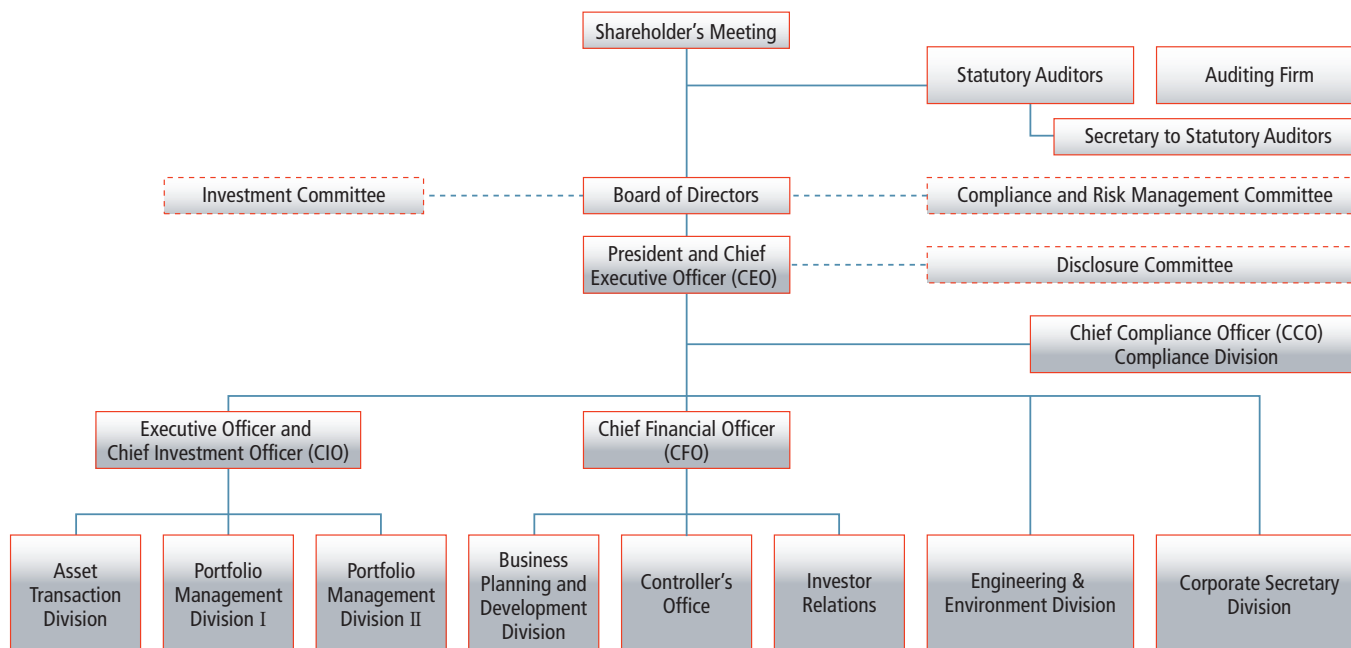 Shareholder's Meeting
Statutory Auditors
Auditing Firm
Secretary to Statutory Auditors
Investment Committee
Board of Directors
Compliance and Risk Management Committee
President and Chief
Executive Officer (CEO)
Disclosure Committee
Chief Compliance Officer (CCO)
Compliance Division
Executive Officer and
Chief Investment Officer (CIO)
Chief Financial Officer
(CFO)
Asset
Transaction
Division
Portfolio
Management
Division I
Portfolio
Management
Division II
Business
Planning and
Development
Division
Controller's
Office
Investor
Relations
Engineering &
Environment Division
Corporate Secretary
Division